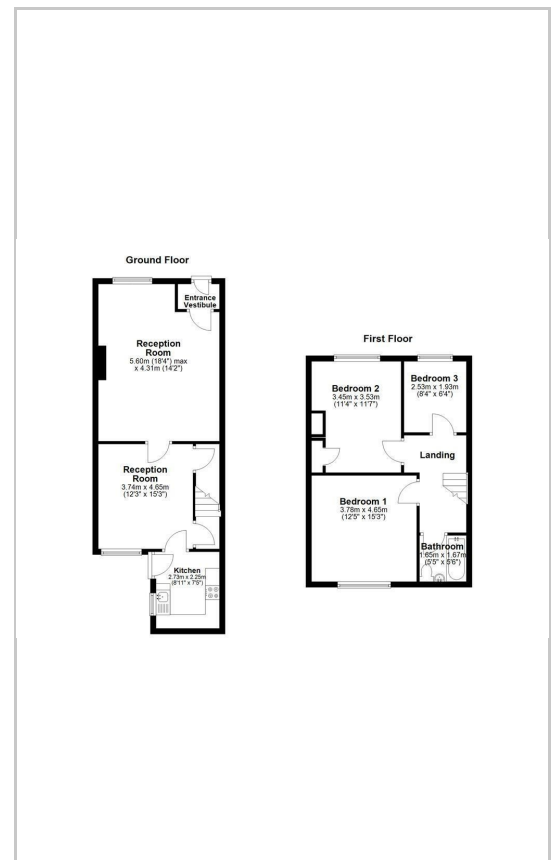 Ground Floor
Entrance
Vestibule
Reception
Room
5.60m (18'4") max
x 4.31m (14'2")
Reception
Room
3.74m x 4.65m
(12'3" x 15'3")
Kitchen
2.73m x 2.25m
(8'11" x 7'5")
First Floor
Bedroom 2
3.45m x 3.53m
(11'4" x 11'7")
Bedroom 3
2.53m x 1.93m
(8'4" x 6'4")
Landing
Bedroom 1
3.78m x 4.65m
(12'5" x 15'3")
Bathroom
1.65m x 1.67m
(5'5" x 5'6")